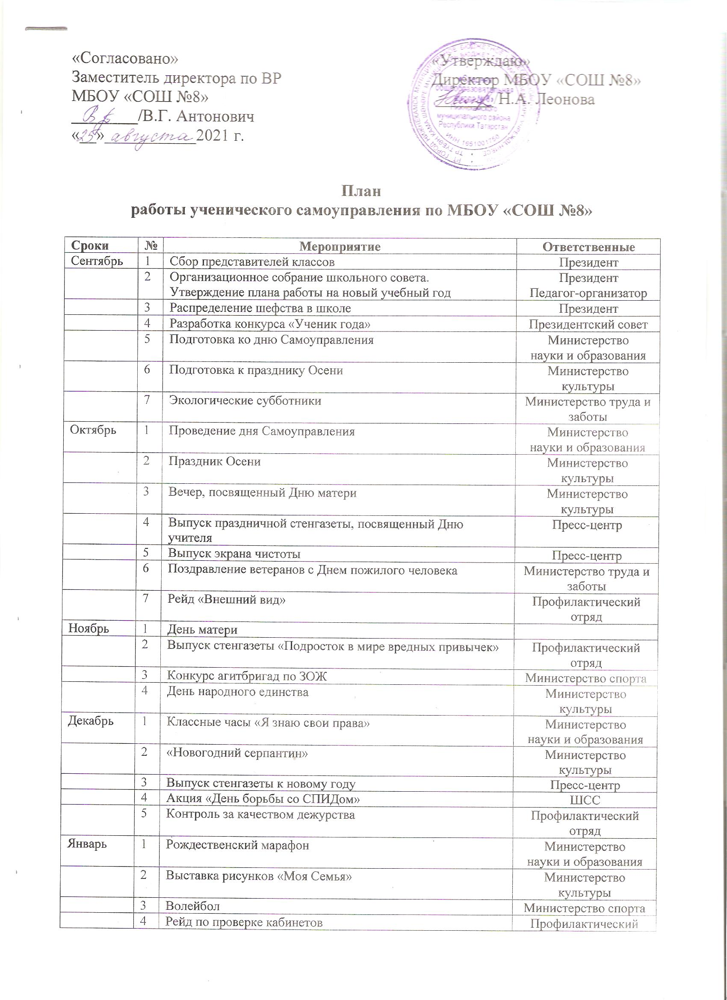 «Согласовано»
Заместитель директора по ВР
МБОУ «СОШ №8»
________/В.Г. Антонович
«25» августа 2021 г.
«Утверждаю»
Директор МБОУ «СОШ №8»
_______/Н.А. Леонова
общеобразовательная
муниципального района
Республики Татарстан
ИНН 1651001750
План
работы ученического самоуправления по МБОУ «СОШ №8»
Сроки № Мероприятие Ответственные
Сентябрь 1 Сбор представителей классов Президент
2 Организационное собрание школьного совета. Президент
Утверждение плана работы на новый учебный год Педагог-организатор
3 Распределение шефства в школе Президент
4 Разработка конкурса «Ученик года» Президентский совет
5 Подготовка ко дню Самоуправления Министерство
науки и образования
6 Подготовка к празднику Осени Министерство
культуры
7 Экологические субботники Министерство труда и
заботы
Октябрь 1 Проведение дня Самоуправления Министерство
науки и образования
2 Праздник Осени Министерство
культуры
3 Вечер, посвященный Дню матери Министерство
культуры
4 Выпуск праздничной стенгазеты, посвященный Дню Пресс-центр
учителя
5 Выпуск экрана чистоты Пресс-центр
6 Поздравление ветеранов с Днем пожилого человека Министерство труда и
заботы
7 Рейд «Внешний вид» Профилактический
отряд
Ноябрь 1 День матери
2 Выпуск стенгазеты «Подросток в мире вредных привычек» Профилактический
отряд
3 Конкурс агитбригад по ЗОЖ Министерство спорта
4 День народного единства Министерство
культуры
Декабрь 1 Классные часы «Я знаю свои права» Министерство
науки и образования
2 «Новогодний серпантин» Министерство
культуры
3 Выпуск стенгазеты к новому году Пресс-центр
4 Акция «День борьбы со СПИДом» ШСС
5 Контроль за качеством дежурства Профилактический
отряд
Январь 1 Рождественский марафон Министерство
науки и образования
2 Выставка рисунков «Моя Семья» Министерство
культуры
3 Волейбол Министерство спорта
4 Рейд по проверке кабинетов Профилактический